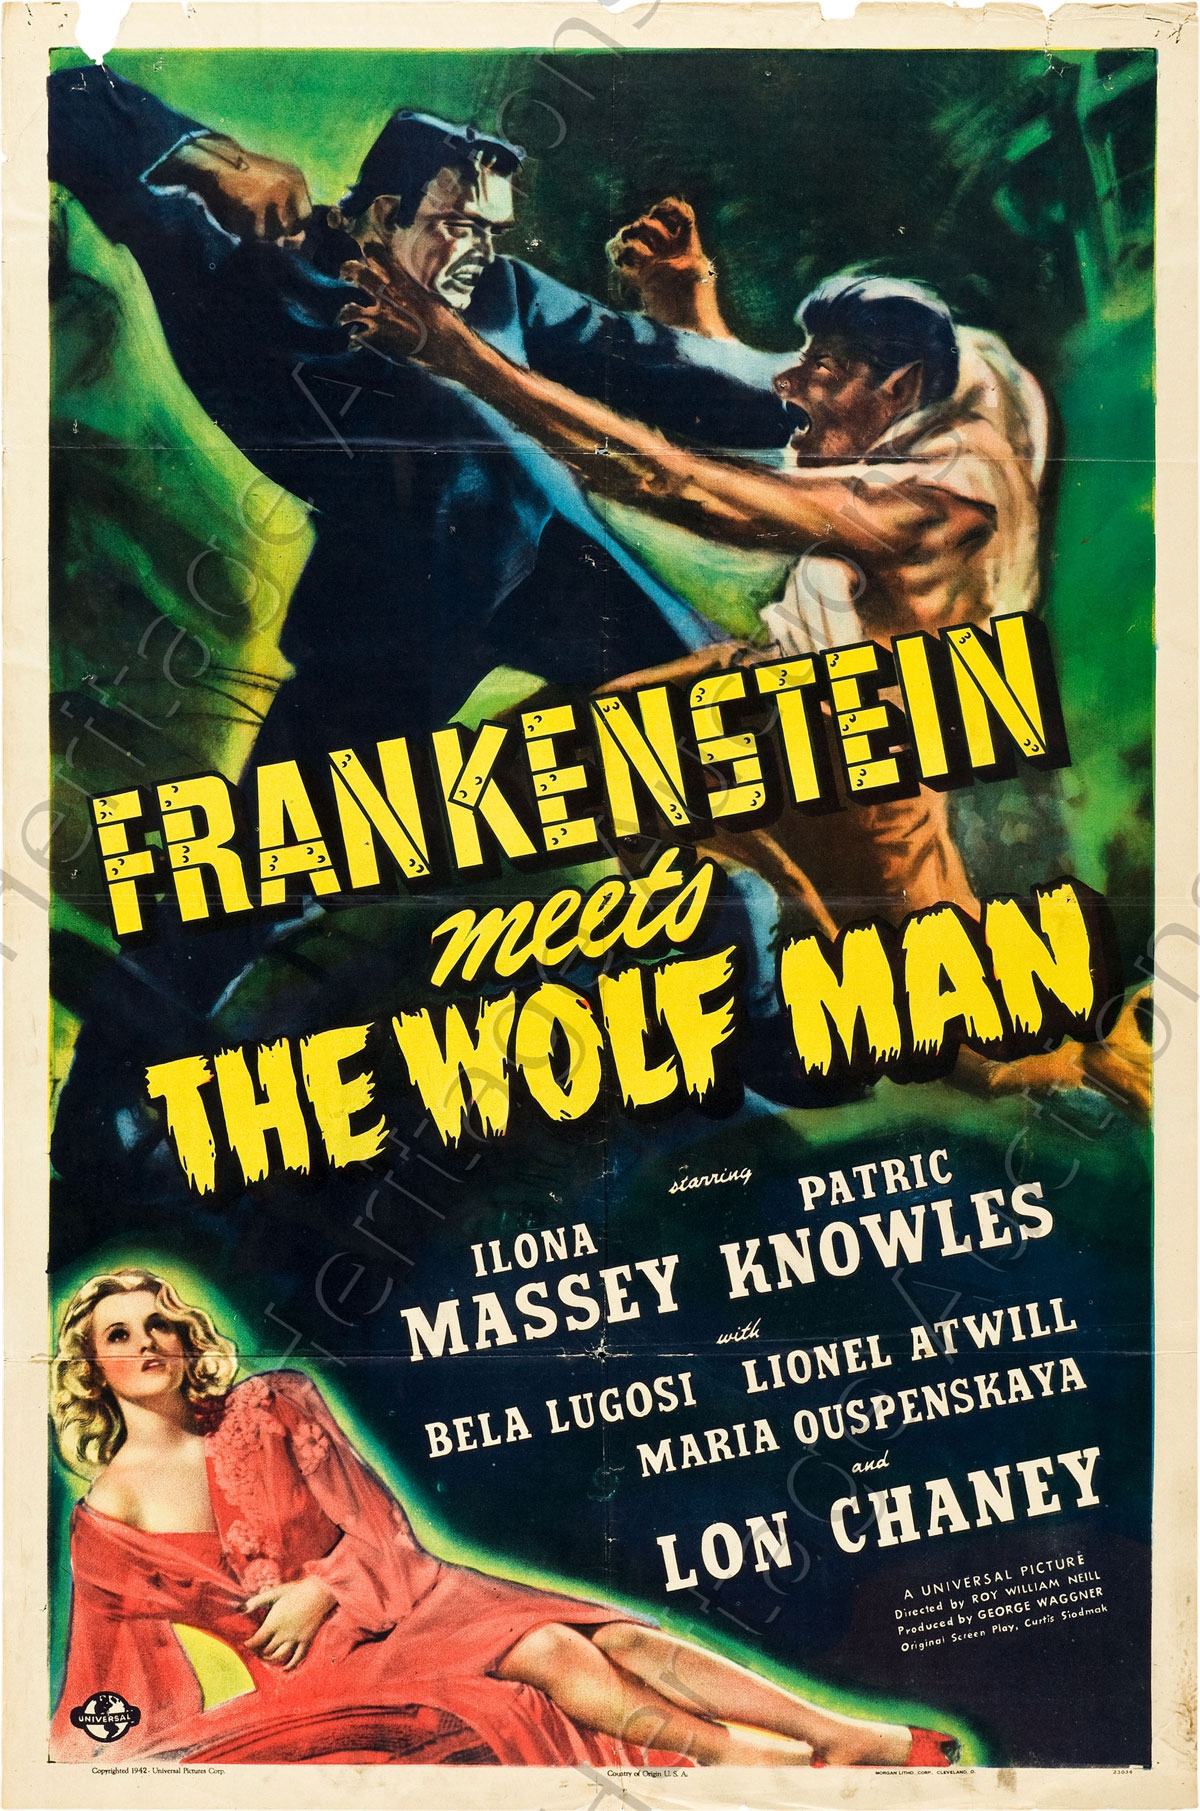 FRANKENSTEIN
meets
THE WOLF MAN
starring
ILONA MASSEY
PATRIC KNOWLES
with
BELA LUGOSI
LIONEL ATWILL
MARIA OUSPENSKAYA
and
LON CHANEY
A UNIVERSAL PICTURE
Directed by ROY WILLIAM NEILL
Produced by GEORGE WAGGNER
Original Screen Play, Curtis Siodmak
UNIVERSAL
Copyrighted 1942 - Universal Pictures Corp.
Country of Origin U. S. A.
MORGAN LITHO. CORP. CLEVELAND, O.
Heritage Auctions